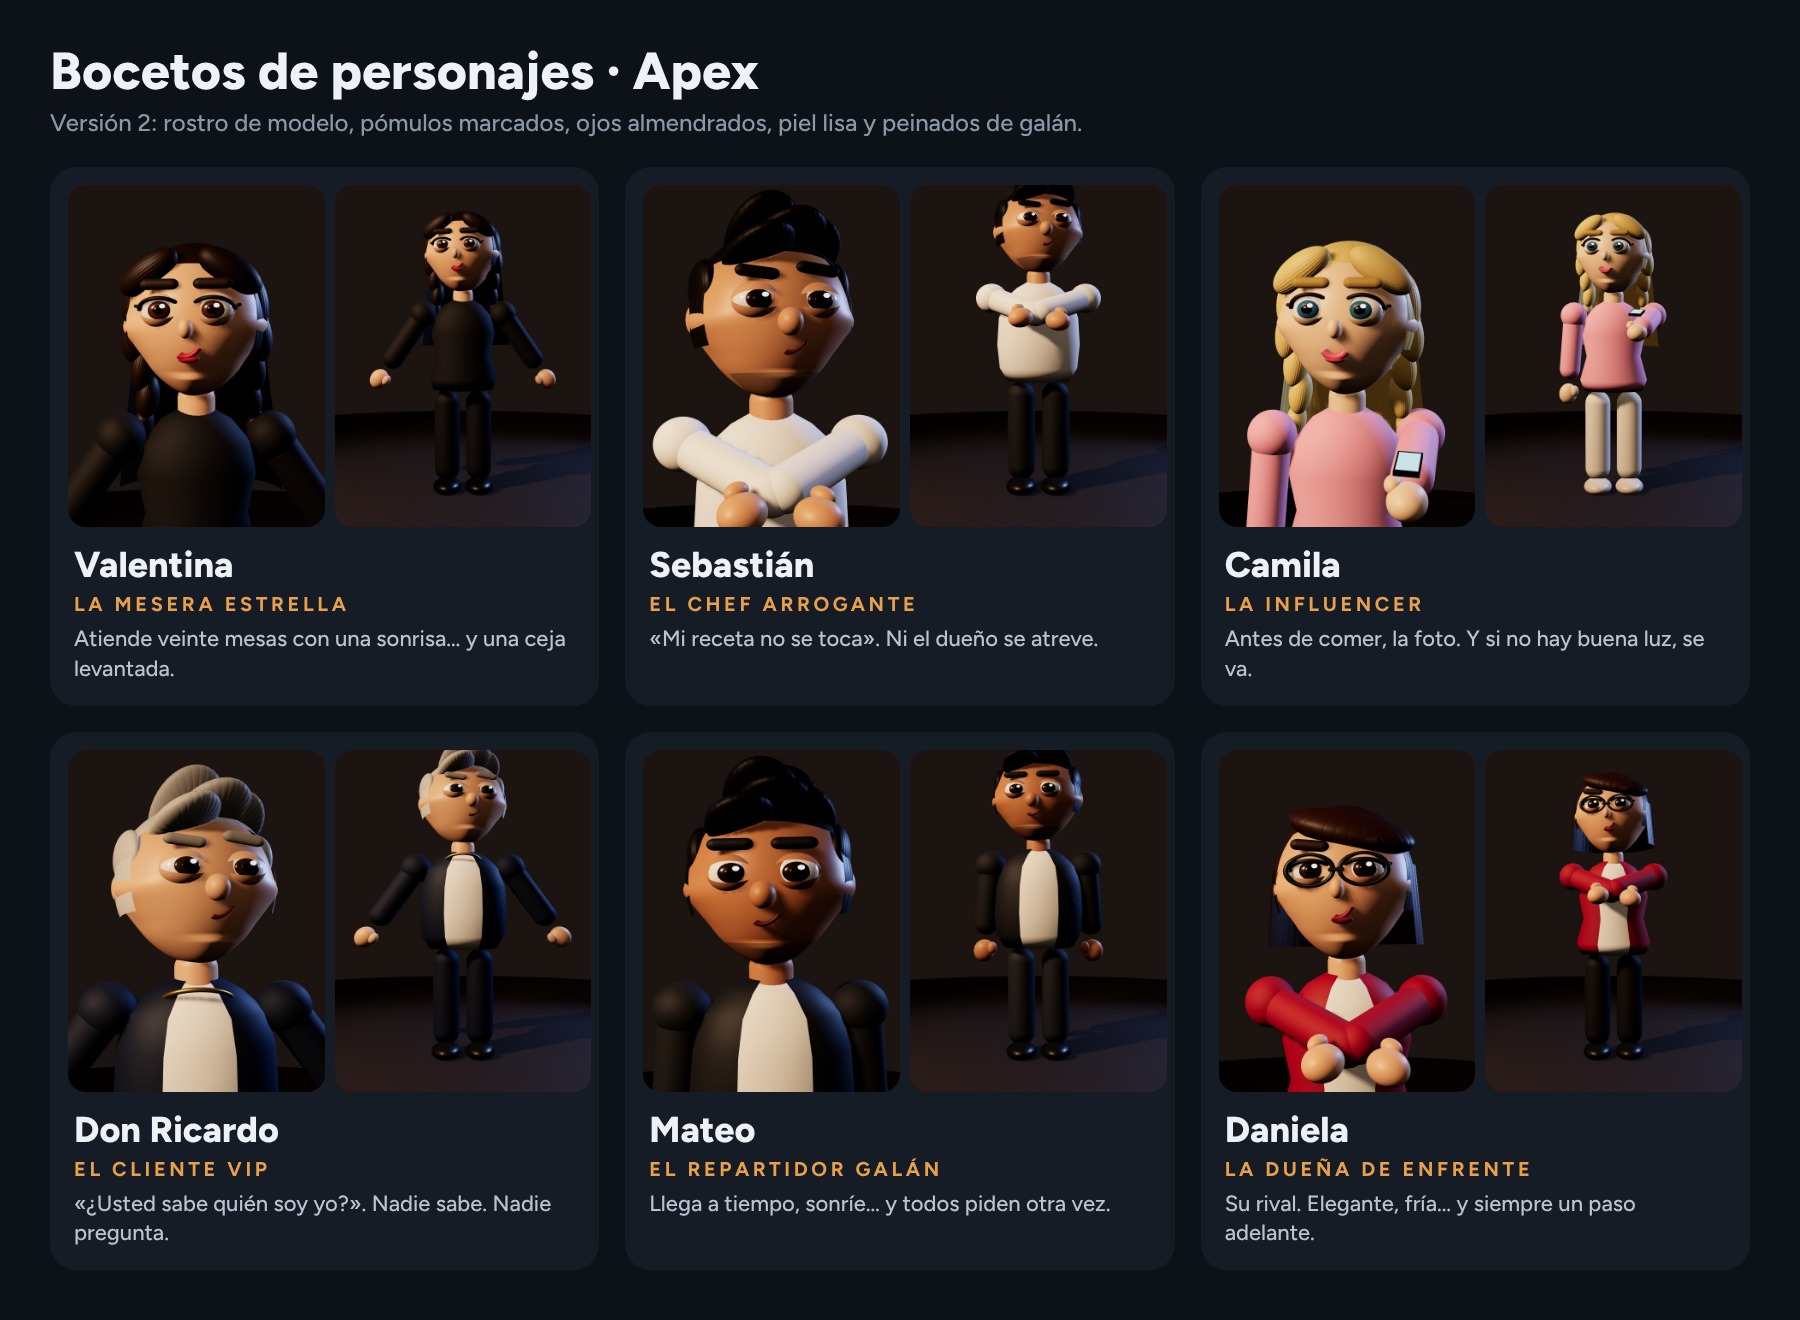 Bocetos de personajes · Apex
Versión 2: rostro de modelo, pómulos marcados, ojos almendrados, piel lisa y peinados de galán.
Valentina
LA MESERA ESTRELLA
Atiende veinte mesas con una sonrisa... y una ceja
levantada.
Sebastián
EL CHEF ARROGANTE
«Mi receta no se toca». Ni el dueño se atreve.
Camila
LA INFLUENCER
Antes de comer, la foto. Y si no hay buena luz, se
va.
Don Ricardo
EL CLIENTE VIP
«¿Usted sabe quién soy yo?». Nadie sabe. Nadie
pregunta.
Mateo
EL REPARTIDOR GALÁN
Llega a tiempo, sonríe... y todos piden otra vez.
Daniela
LA DUEÑA DE ENFRENTE
Su rival. Elegante, fría... y siempre un paso
adelante.